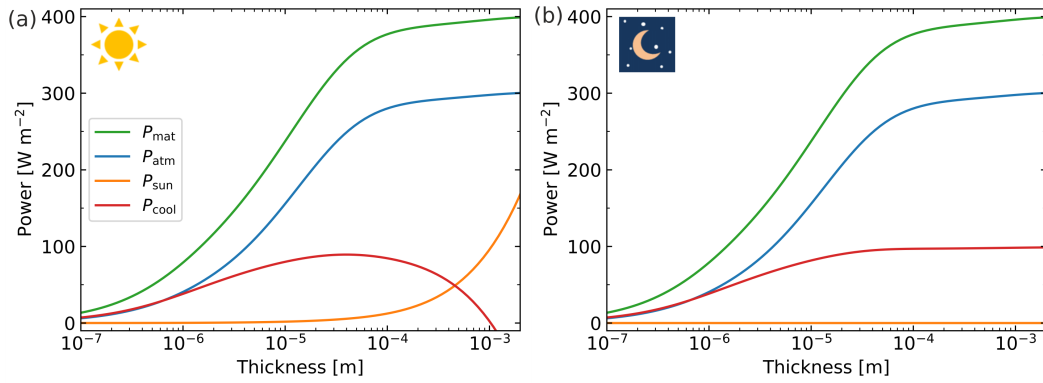 (a)
400
300
200
100
0
Power [W m⁻²]
P_mat
P_atm
P_sun
P_cool
10⁻⁷
10⁻⁶
10⁻⁵
10⁻⁴
10⁻³
Thickness [m]
(b)
400
300
200
100
0
Power [W m⁻²]
10⁻⁷
10⁻⁶
10⁻⁵
10⁻⁴
10⁻³
Thickness [m]